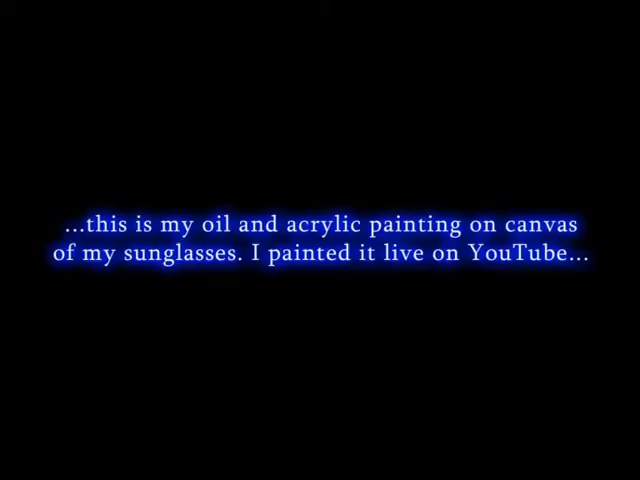 ...this is my oil and acrylic painting on canvas
of my sunglasses. I painted it live on YouTube...